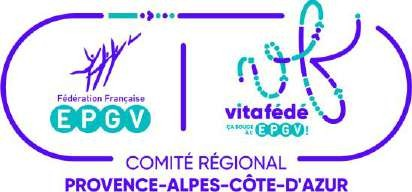 Fédération Française
EPGV
vitafédé
ÇA BOUGE
À L'EPGV!
COMITÉ RÉGIONAL
PROVENCE-ALPES-CÔTE-D'AZUR